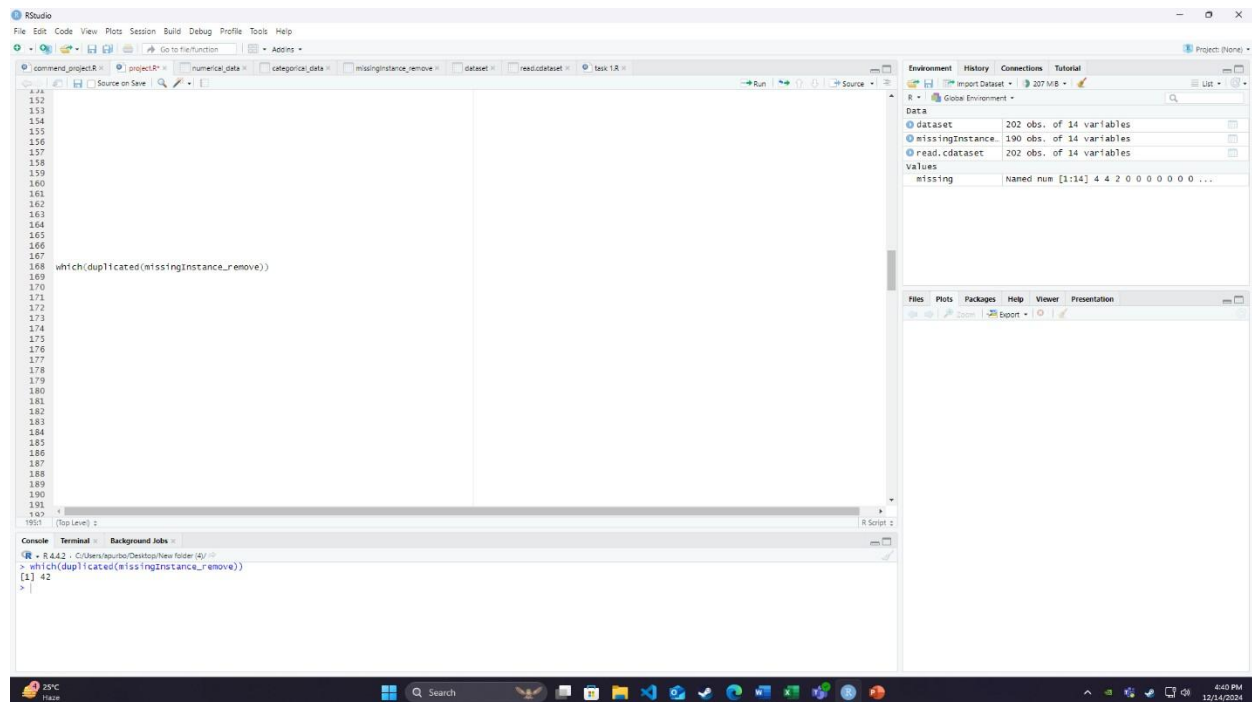 RStudio
File Edit Code View Plots Session Build Debug Profile Tools Help
Go to file/function Addins
Project: (None)
commend_project.R project.R* numerical_data categorical_data missingInstance_remove dataset read.cdataset task 1.R
Source on Save Run Source
152
153
154
155
156
157
158
159
160
161
162
163
164
165
166
167
168 which(duplicated(missingInstance_remove))
169
170
171
172
173
174
175
176
177
178
179
180
181
182
183
184
185
186
187
188
189
190
191
192
195:1 (Top Level) R Script
Console Terminal Background Jobs
R 4.4.2 · C:/Users/apurbo/Desktop/New folder (4)/
> which(duplicated(missingInstance_remove))
[1] 42
>
Environment History Connections Tutorial
Import Dataset 207 MiB List
R Global Environment
Data
dataset 202 obs. of 14 variables
missingInstance_ 190 obs. of 14 variables
read.cdataset 202 obs. of 14 variables
Values
missing Named num [1:14] 4 4 2 0 0 0 0 0 0 0 ...
Files Plots Packages Help Viewer Presentation
Zoom Export
25°C
Haze
Search
4:40 PM
12/14/2024